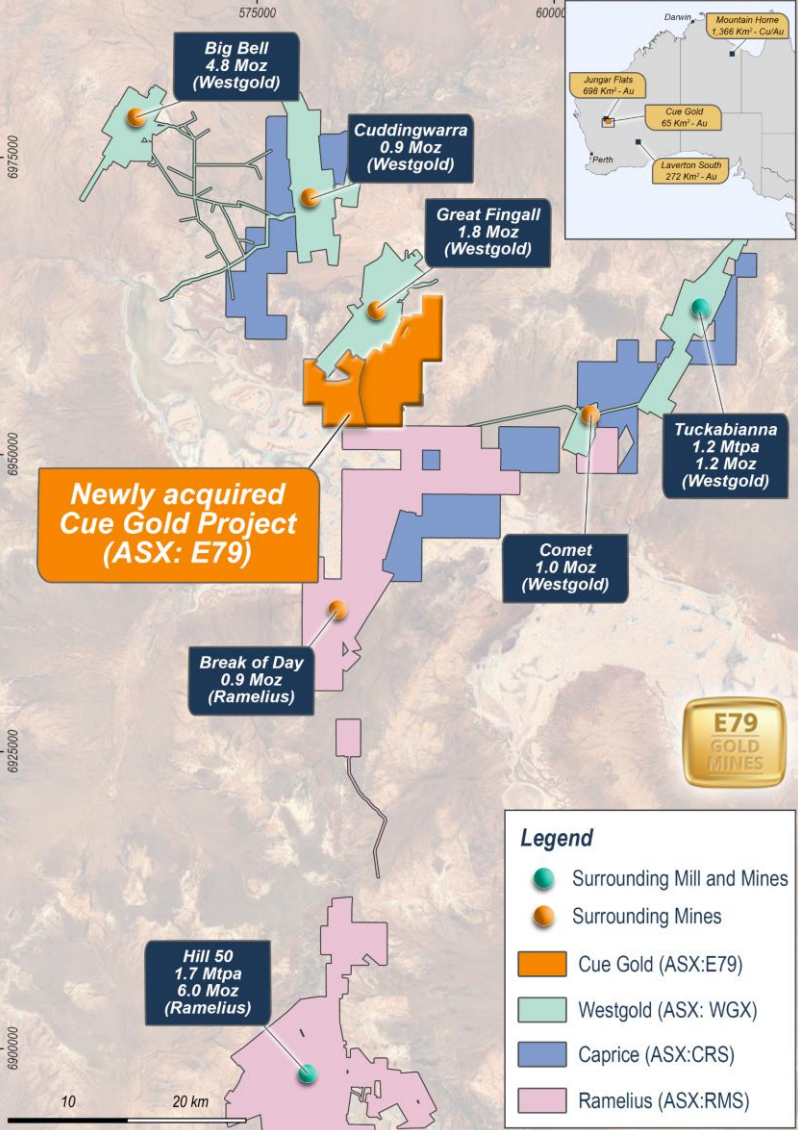 575000
60000
Darwin
Mountain Home
1,366 Km² - Cu/Au
Jungar Flats
698 Km² - Au
Cue Gold
65 Km² - Au
Perth
Laverton South
272 Km² - Au
Big Bell
4.8 Moz
(Westgold)
6975000
Cuddingwarra
0.9 Moz
(Westgold)
Great Fingall
1.8 Moz
(Westgold)
Tuckabianna
1.2 Mtpa
1.2 Moz
(Westgold)
6950000
Newly acquired
Cue Gold Project
(ASX: E79)
Comet
1.0 Moz
(Westgold)
Break of Day
0.9 Moz
(Ramelius)
6925000
E79
GOLD
MINES
Hill 50
1.7 Mtpa
6.0 Moz
(Ramelius)
6900000
10
20 km
Legend
Surrounding Mill and Mines
Surrounding Mines
Cue Gold (ASX:E79)
Westgold (ASX: WGX)
Caprice (ASX:CRS)
Ramelius (ASX:RMS)